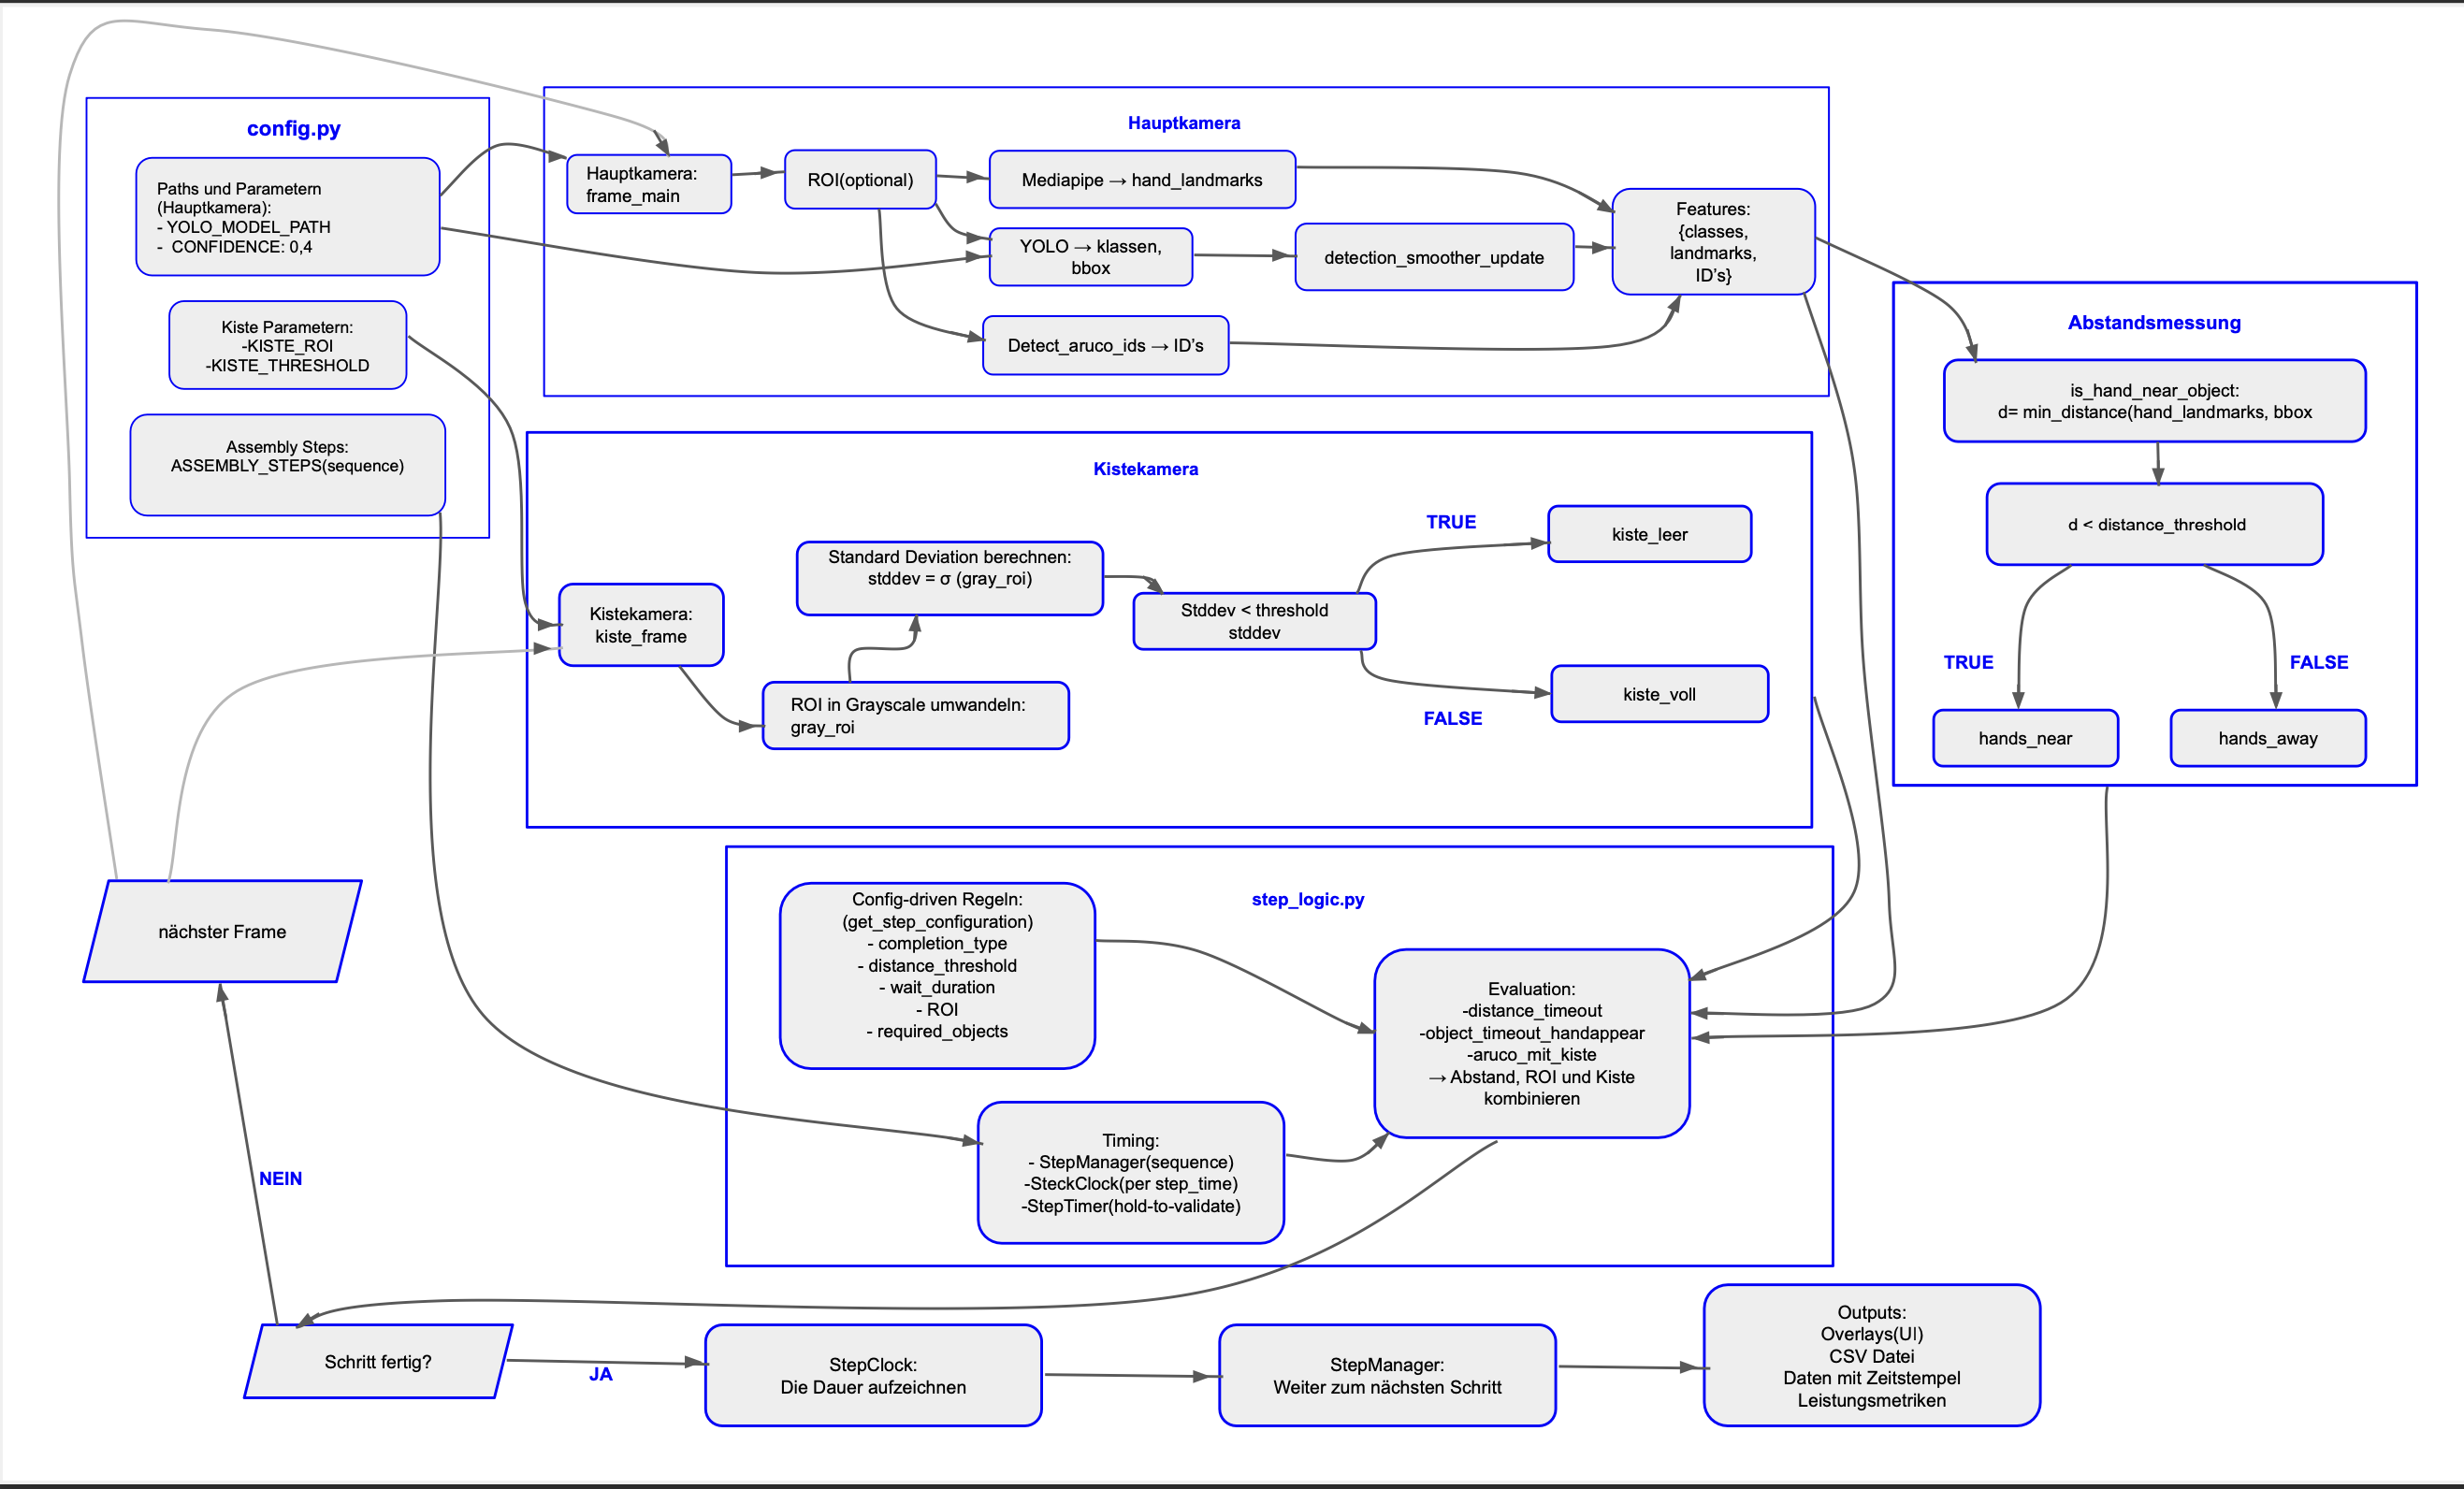 config.py
Paths und Parametern
(Hauptkamera):
- YOLO_MODEL_PATH
- CONFIDENCE: 0,4
Kiste Parametern:
-KISTE_ROI
-KISTE_THRESHOLD
Assembly Steps:
ASSEMBLY_STEPS(sequence)
Hauptkamera
Hauptkamera:
frame_main
ROI(optional)
Mediapipe → hand_landmarks
YOLO → klassen,
bbox
detection_smoother_update
Detect_aruco_ids → ID's
Features:
{classes,
landmarks,
ID's}
Abstandsmessung
is_hand_near_object:
d= min_distance(hand_landmarks, bbox
d < distance_threshold
TRUE
FALSE
hands_near
hands_away
Kistekamera
Kistekamera:
kiste_frame
ROI in Grayscale umwandeln:
gray_roi
Standard Deviation berechnen:
stddev = σ (gray_roi)
Stddev < threshold
stddev
TRUE
kiste_leer
FALSE
kiste_voll
step_logic.py
Config-driven Regeln:
(get_step_configuration)
- completion_type
- distance_threshold
- wait_duration
- ROI
- required_objects
Timing:
- StepManager(sequence)
-SteckClock(per step_time)
-StepTimer(hold-to-validate)
Evaluation:
-distance_timeout
-object_timeout_handappear
-aruco_mit_kiste
→ Abstand, ROI und Kiste
kombinieren
nächster Frame
NEIN
Schritt fertig?
JA
StepClock:
Die Dauer aufzeichnen
StepManager:
Weiter zum nächsten Schritt
Outputs:
Overlays(UI)
CSV Datei
Daten mit Zeitstempel
Leistungsmetriken